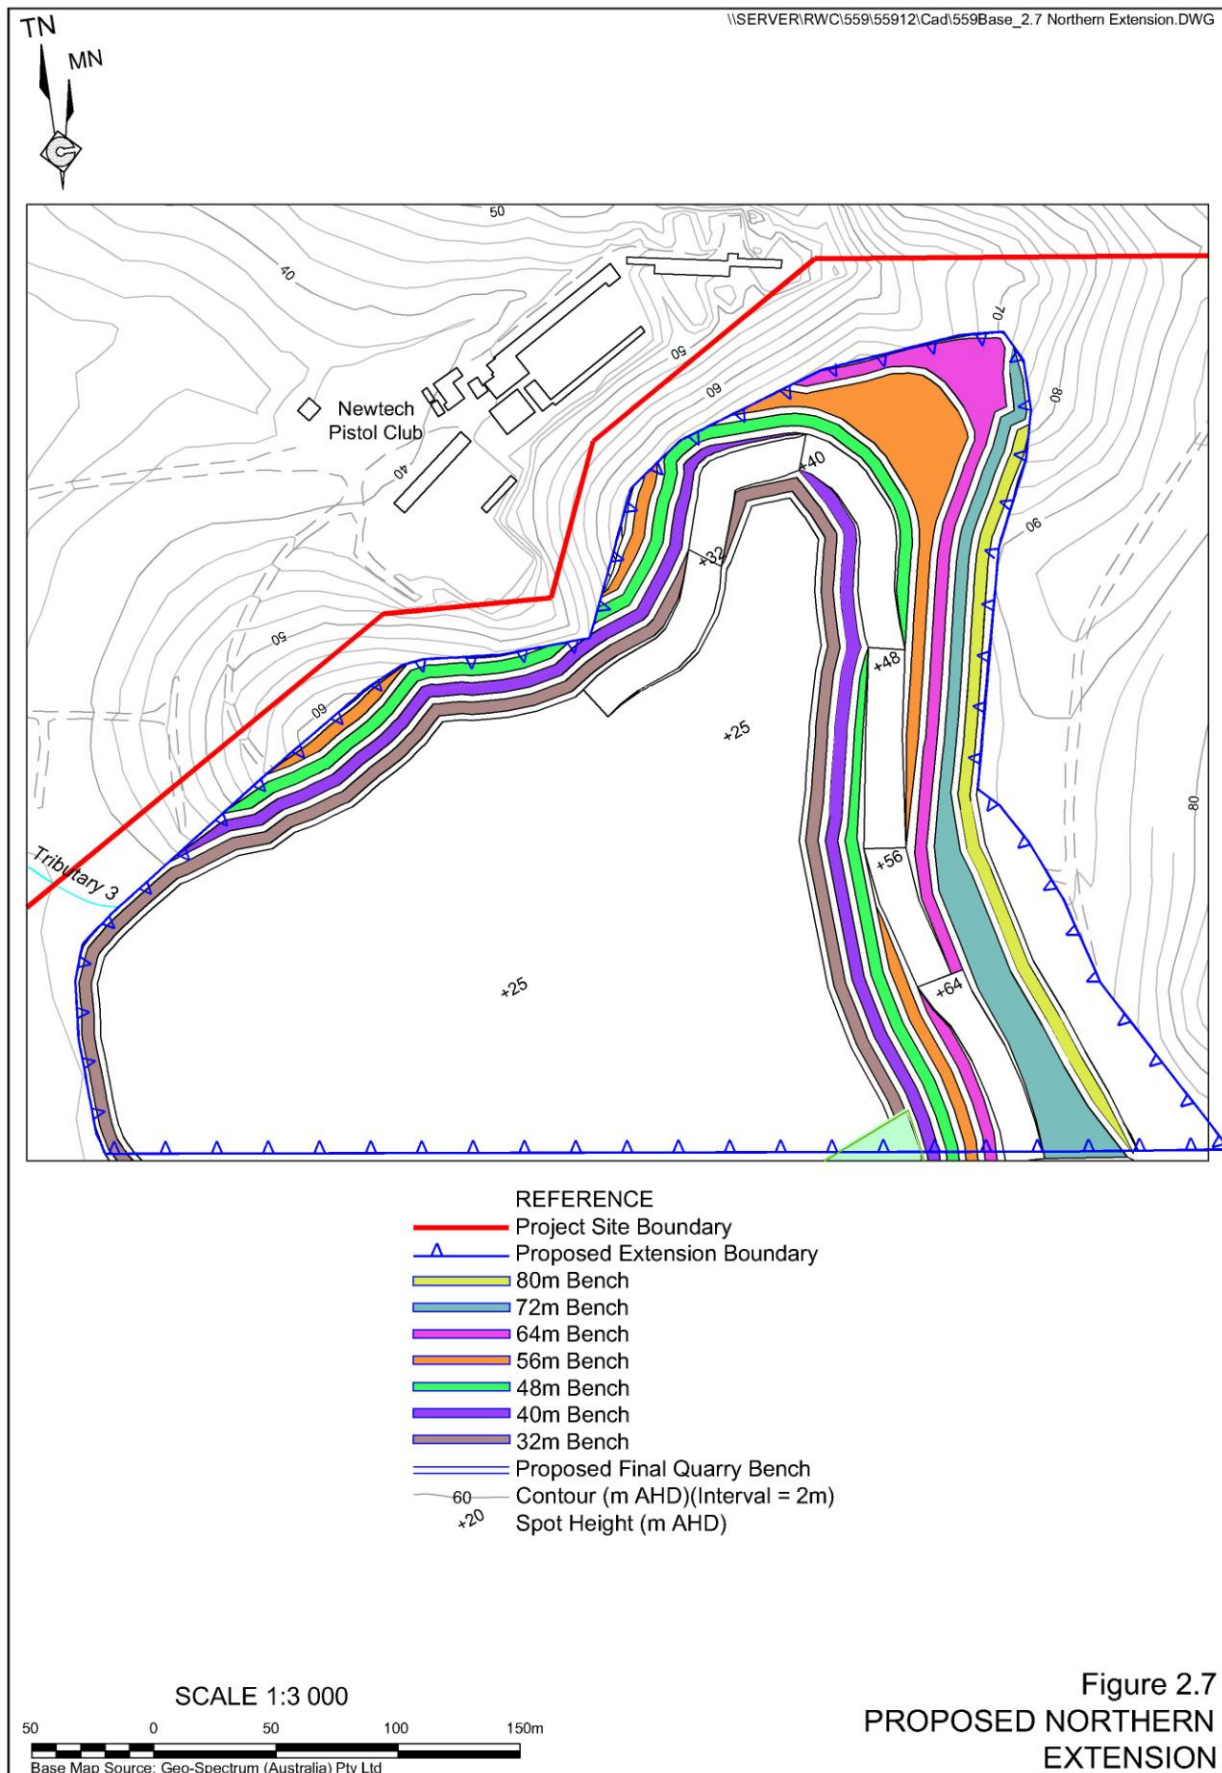 \\SERVER\RWC\559\55912\Cad\559Base_2.7 Northern Extension.DWG
TN
MN
50
40
70
50
60
80
Newtech
Pistol Club
40
+40
90
+32
50
+48
60
+25
80
+56
Tributary 3
+25
+64
REFERENCE
Project Site Boundary
Proposed Extension Boundary
80m Bench
72m Bench
64m Bench
56m Bench
48m Bench
40m Bench
32m Bench
Proposed Final Quarry Bench
60 Contour (m AHD)(Interval = 2m)
+20 Spot Height (m AHD)
SCALE 1:3 000
50 0 50 100 150m
Base Map Source: Geo-Spectrum (Australia) Pty Ltd
Figure 2.7
PROPOSED NORTHERN
EXTENSION